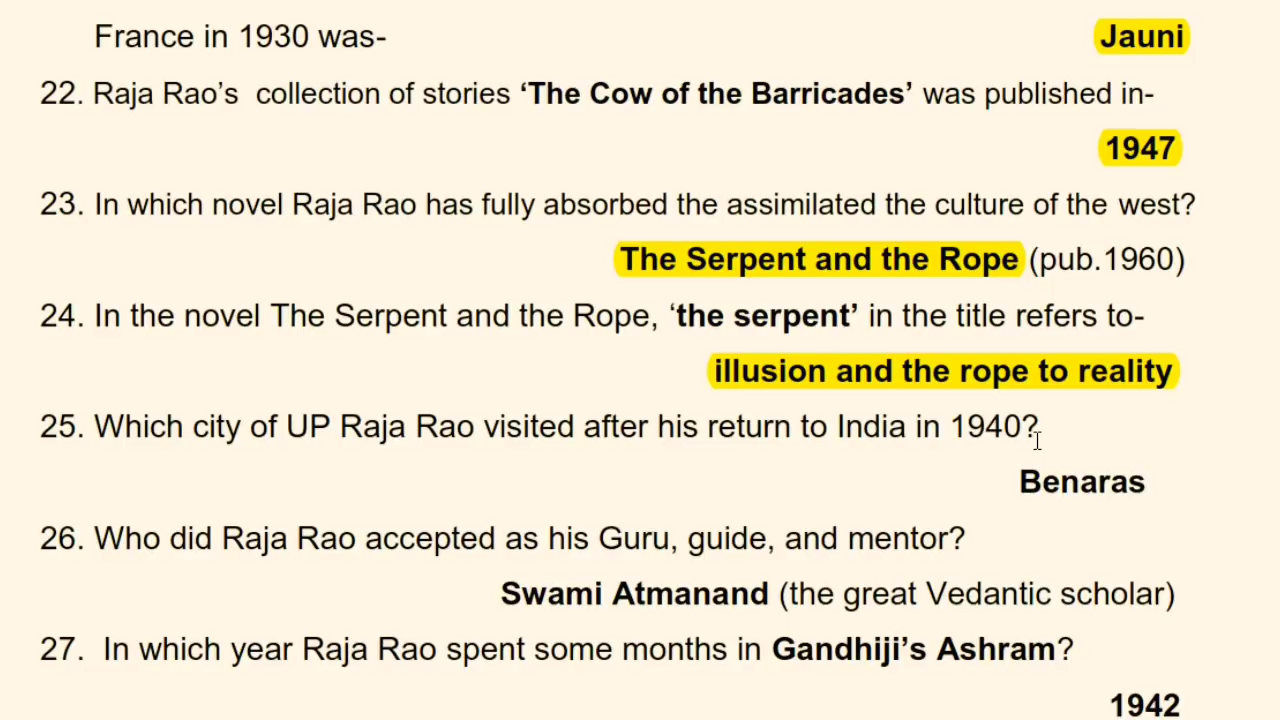 France in 1930 was- Jauni
22. Raja Rao’s collection of stories ‘The Cow of the Barricades’ was published in-
1947
23. In which novel Raja Rao has fully absorbed the assimilated the culture of the west?
The Serpent and the Rope (pub.1960)
24. In the novel The Serpent and the Rope, ‘the serpent’ in the title refers to-
illusion and the rope to reality
25. Which city of UP Raja Rao visited after his return to India in 1940?
Benaras
26. Who did Raja Rao accepted as his Guru, guide, and mentor?
Swami Atmanand (the great Vedantic scholar)
27. In which year Raja Rao spent some months in Gandhiji’s Ashram?
1942